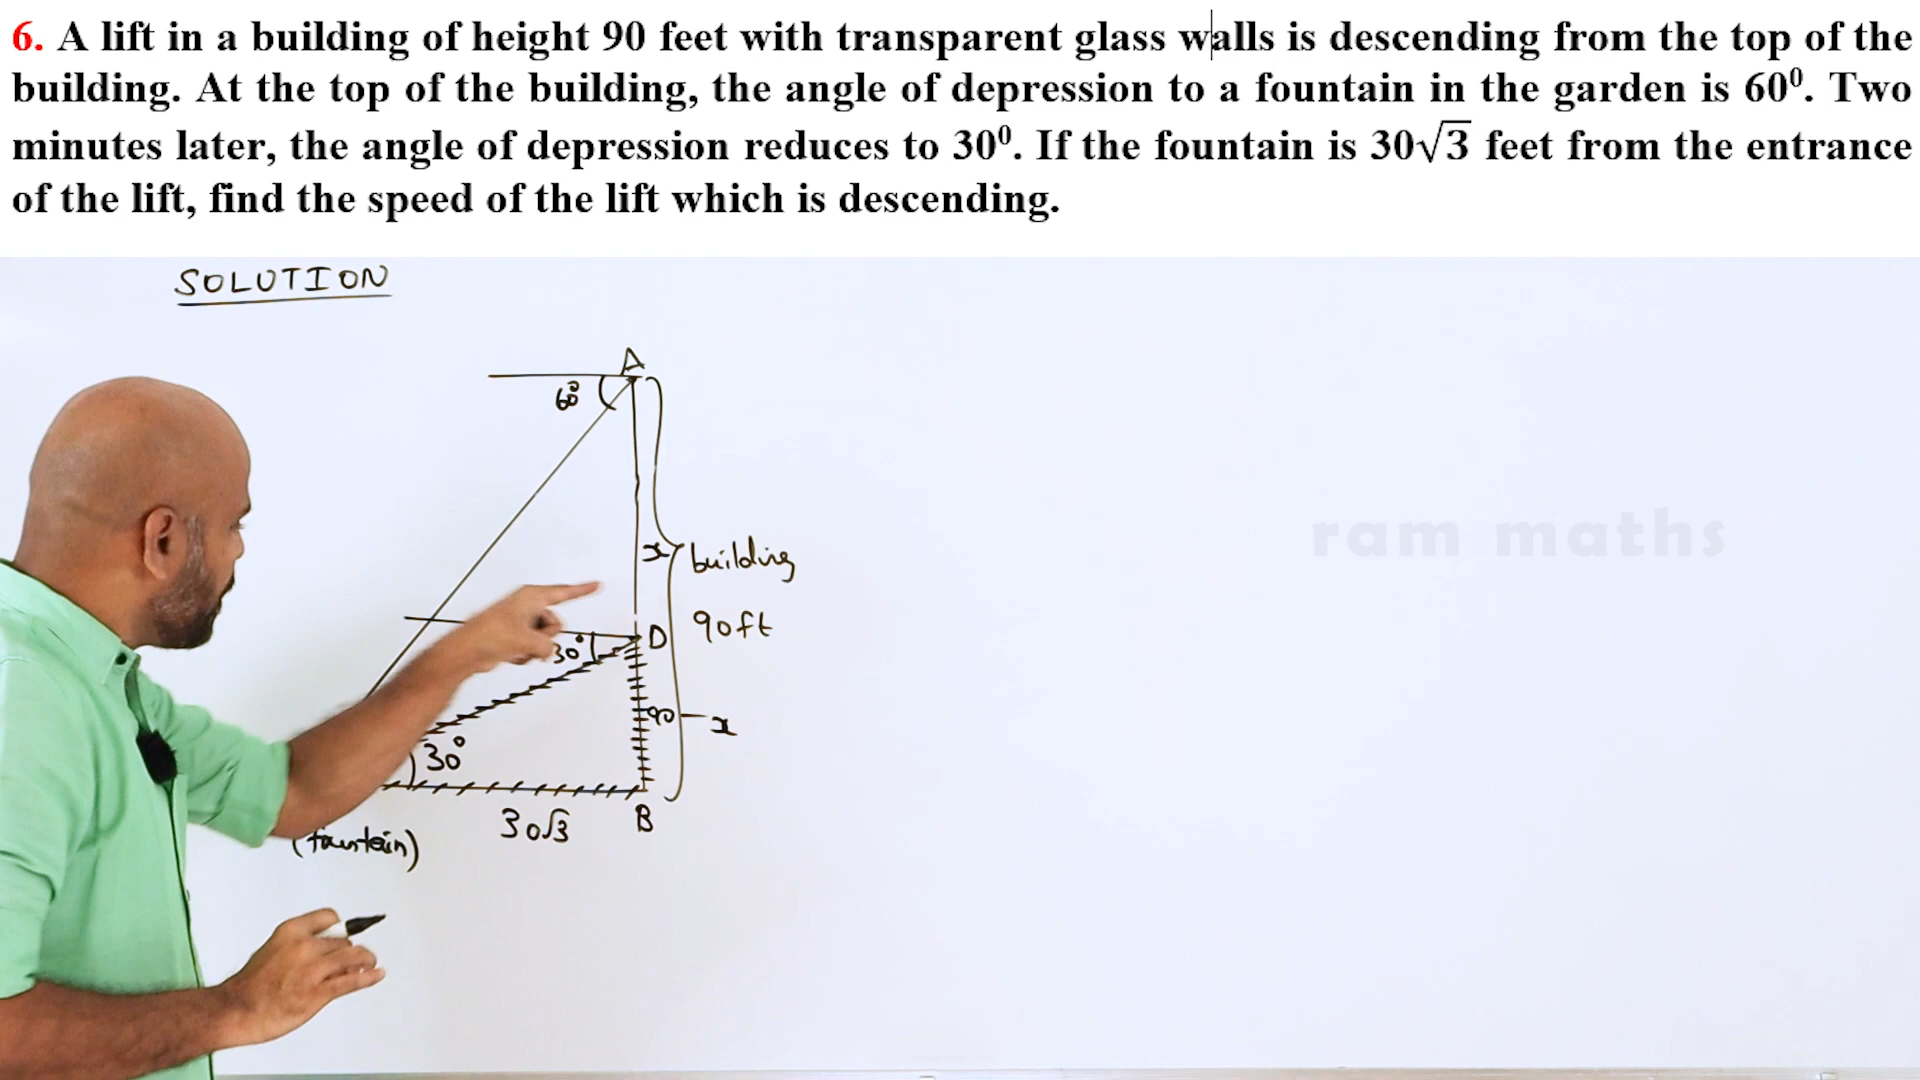 6. A lift in a building of height 90 feet with transparent glass walls is descending from the top of the
building. At the top of the building, the angle of depression to a fountain in the garden is 60⁰. Two
minutes later, the angle of depression reduces to 30⁰. If the fountain is 30√3 feet from the entrance
of the lift, find the speed of the lift which is descending.
SOLUTION
A
60°
x
building
ram maths
90ft
D
30°
90 - x
30°
30√3
B
(fountain)